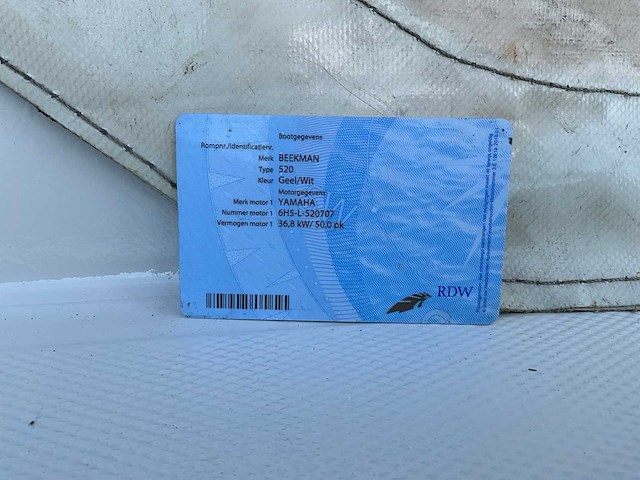 Bootgegevens
Rompnr./identificatienr.
Merk BEEKMAN
Type 520
Kleur Geel/Wit
Motorgegevens
Merk motor 1 YAMAHA
Nummer motor 1 6H5-L-520707
Vermogen motor 1 36,8 kW/ 50,0 pk
RDW